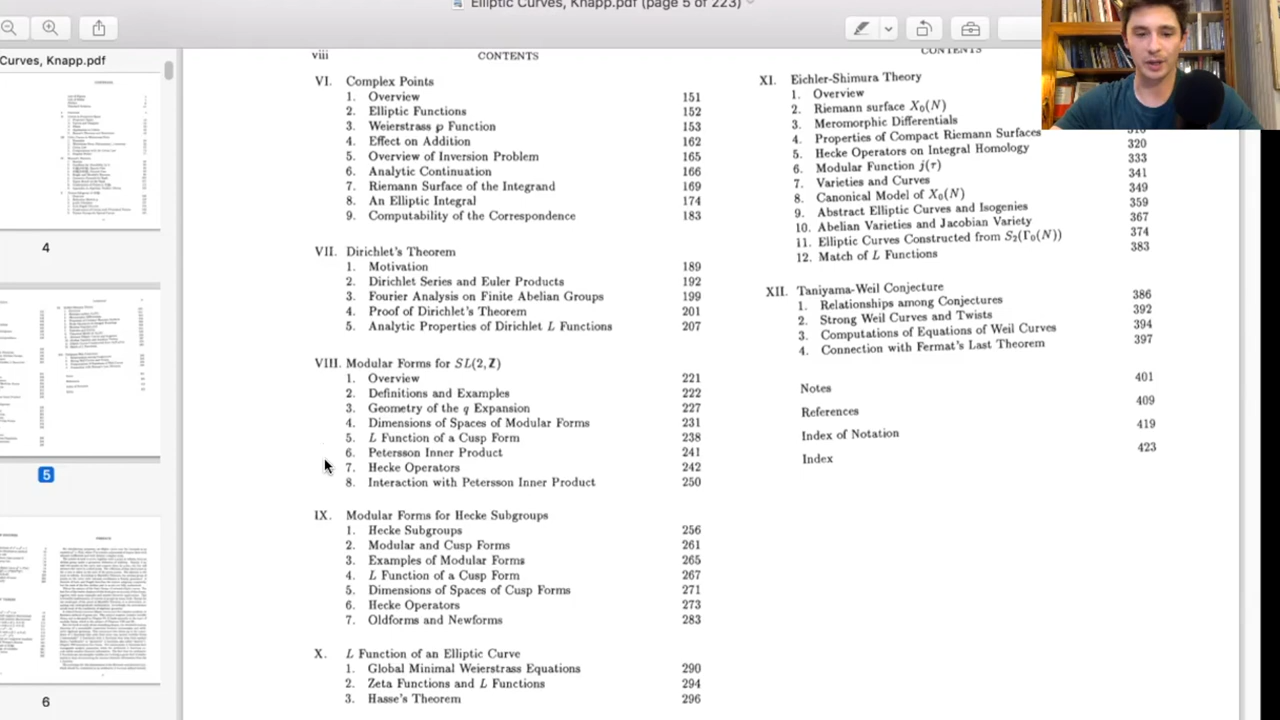 Elliptic Curves, Knapp.pdf (page 5 of 223)
Curves, Knapp.pdf
4
5
6
viii CONTENTS
VI. Complex Points 151
1. Overview 151
2. Elliptic Functions 152
3. Weierstrass ℘ Function 153
4. Effect on Addition 162
5. Overview of Inversion Problem 165
6. Analytic Continuation 166
7. Riemann Surface of the Integrand 169
8. An Elliptic Integral 174
9. Computability of the Correspondence 183
VII. Dirichlet's Theorem
1. Motivation 189
2. Dirichlet Series and Euler Products 192
3. Fourier Analysis on Finite Abelian Groups 199
4. Proof of Dirichlet's Theorem 201
5. Analytic Properties of Dirichlet L Functions 207
VIII. Modular Forms for SL(2,Z)
1. Overview 221
2. Definitions and Examples 222
3. Geometry of the q Expansion 227
4. Dimensions of Spaces of Modular Forms 231
5. L Function of a Cusp Form 238
6. Petersson Inner Product 241
7. Hecke Operators 242
8. Interaction with Petersson Inner Product 250
IX. Modular Forms for Hecke Subgroups
1. Hecke Subgroups 256
2. Modular and Cusp Forms 261
3. Examples of Modular Forms 265
4. L Function of a Cusp Form 267
5. Dimensions of Spaces of Cusp Forms 271
6. Hecke Operators 273
7. Oldforms and Newforms 283
X. L Function of an Elliptic Curve
1. Global Minimal Weierstrass Equations 290
2. Zeta Functions and L Functions 294
3. Hasse's Theorem 296
CONTENTS
XI. Eichler-Shimura Theory
1. Overview
2. Riemann surface X₀(N)
3. Meromorphic Differentials
4. Properties of Compact Riemann Surfaces
5. Hecke Operators on Integral Homology 320
6. Modular Function j(τ) 333
7. Varieties and Curves 341
8. Canonical Model of X₀(N) 349
9. Abstract Elliptic Curves and Isogenies 359
10. Abelian Varieties and Jacobian Variety 367
11. Elliptic Curves Constructed from S₂(Γ₀(N)) 374
12. Match of L Functions 383
XII. Taniyama-Weil Conjecture
1. Relationships among Conjectures 386
2. Strong Weil Curves and Twists 392
3. Computations of Equations of Weil Curves 394
4. Connection with Fermat's Last Theorem 397
Notes 401
References 409
Index of Notation 419
Index 423